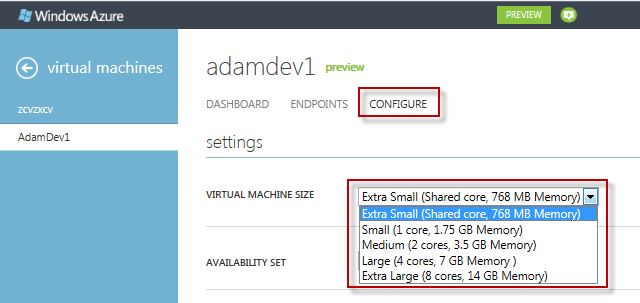 Windows Azure
PREVIEW
virtual machines
zcvzxcv
AdamDev1
adamdev1 preview
DASHBOARD ENDPOINTS CONFIGURE
settings
VIRTUAL MACHINE SIZE
Extra Small (Shared core, 768 MB Memory)
Extra Small (Shared core, 768 MB Memory)
Small (1 core, 1.75 GB Memory)
Medium (2 cores, 3.5 GB Memory)
Large (4 cores, 7 GB Memory )
Extra Large (8 cores, 14 GB Memory)
AVAILABILITY SET